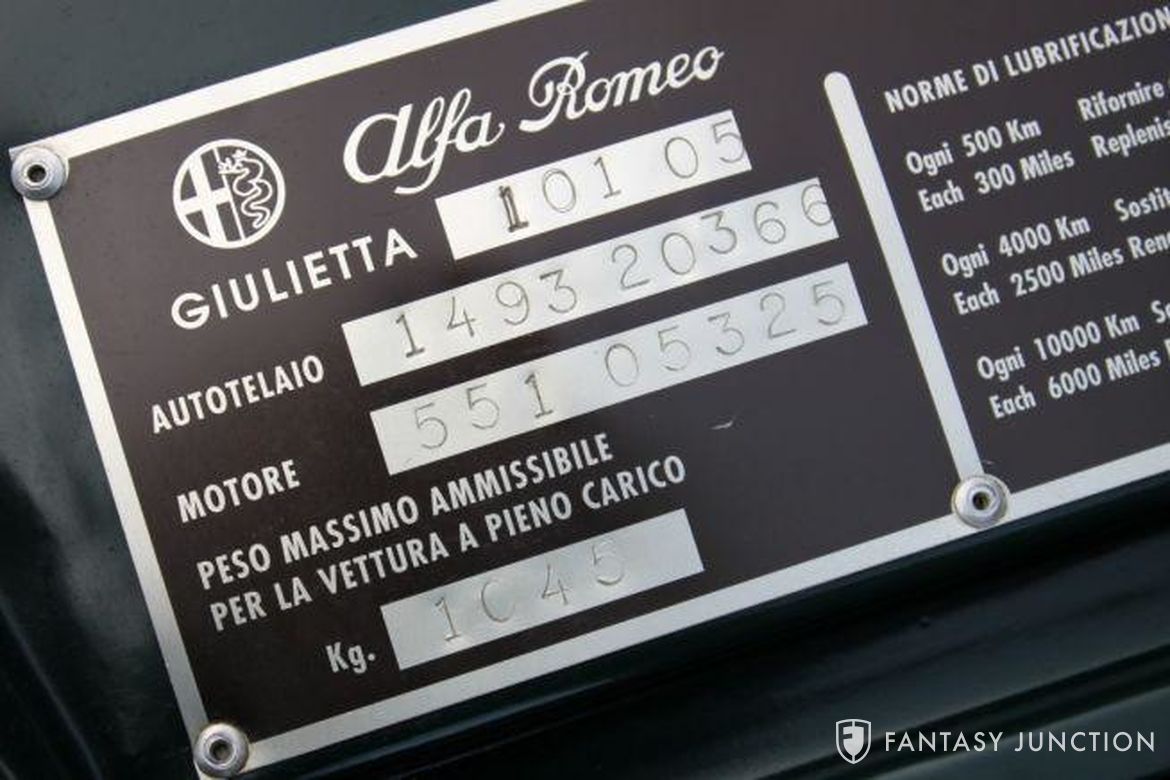 Alfa Romeo
GIULIETTA 101 05
AUTOTELAIO 1493 20366
MOTORE 551 05325
PESO MASSIMO AMMISSIBILE
PER LA VETTURA A PIENO CARICO
Kg. 1C45
NORME DI LUBRIFICAZION
Ogni 500 Km Rifornire
Each 300 Miles Repleni
Ogni 4000 Km Sostit
Each 2500 Miles Ren
Ogni 10000 Km S
Each 6000 Miles
FANTASY JUNCTION